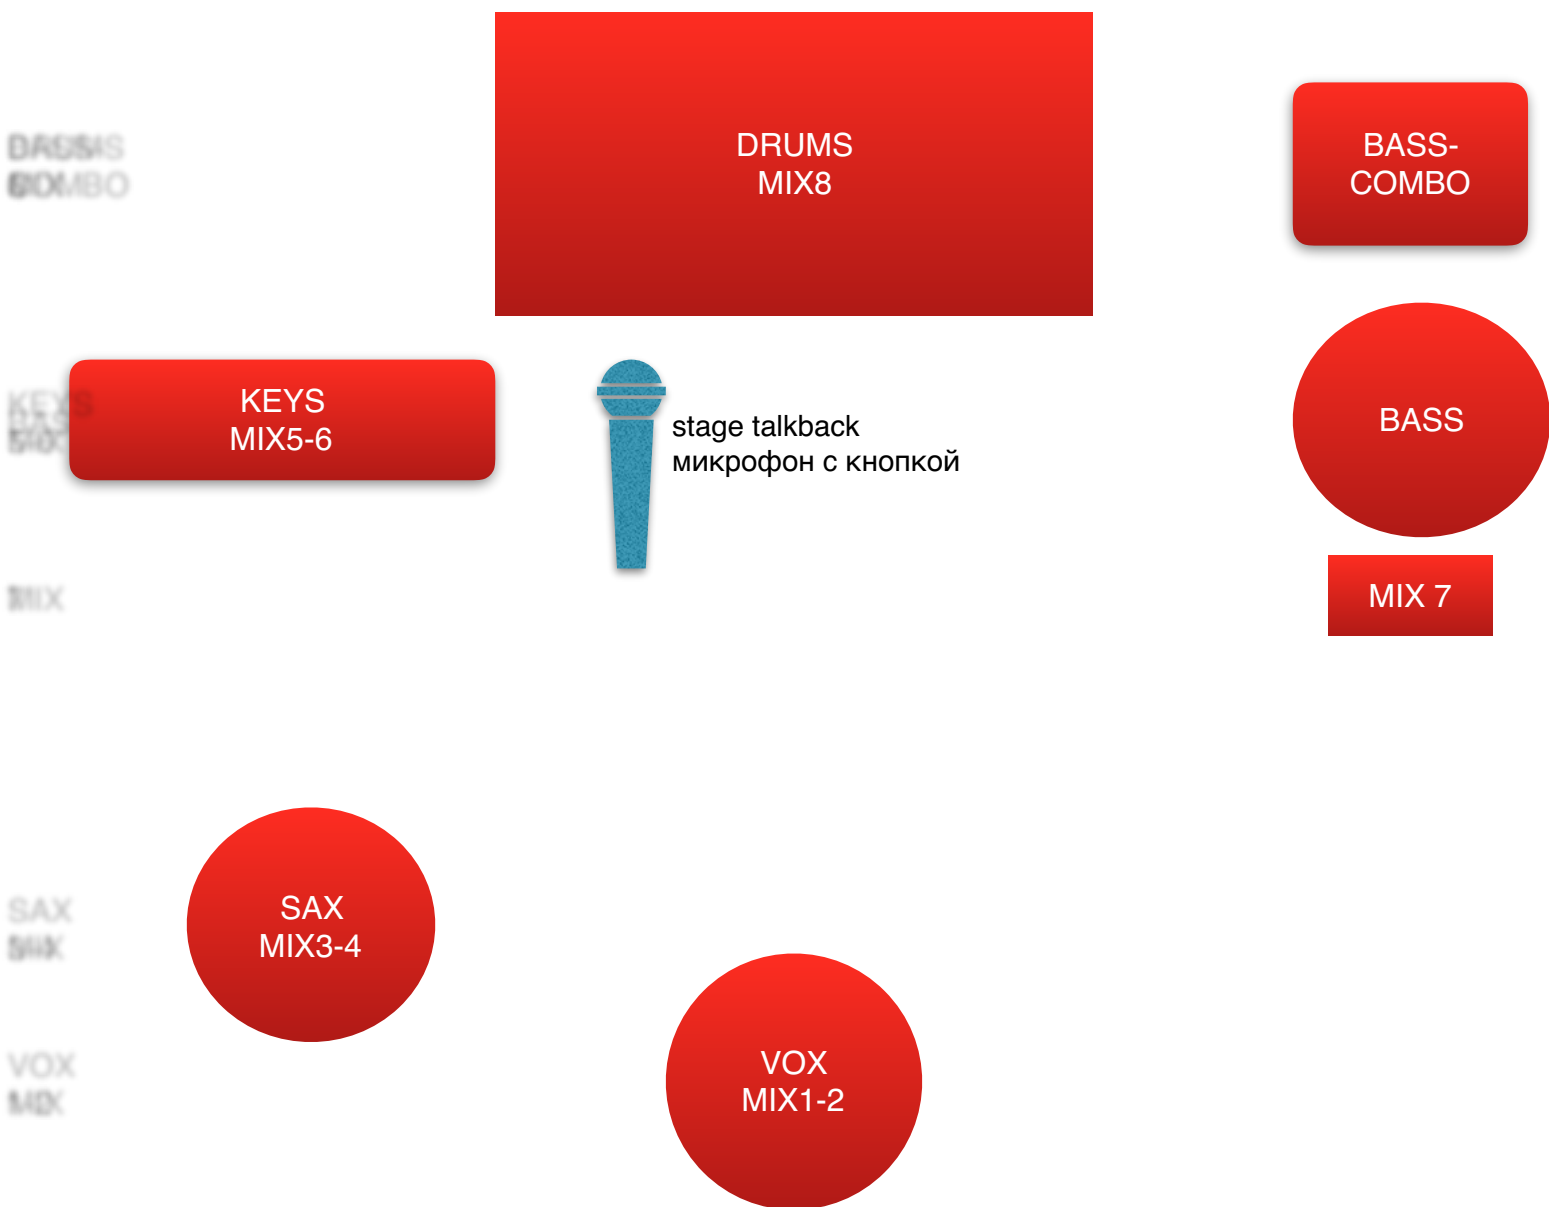 DRUMS
MIX8
BASS-
COMBO
KEYS
MIX5-6
stage talkback
микрофон с кнопкой
BASS
MIX 7
SAX
MIX3-4
VOX
MIX1-2